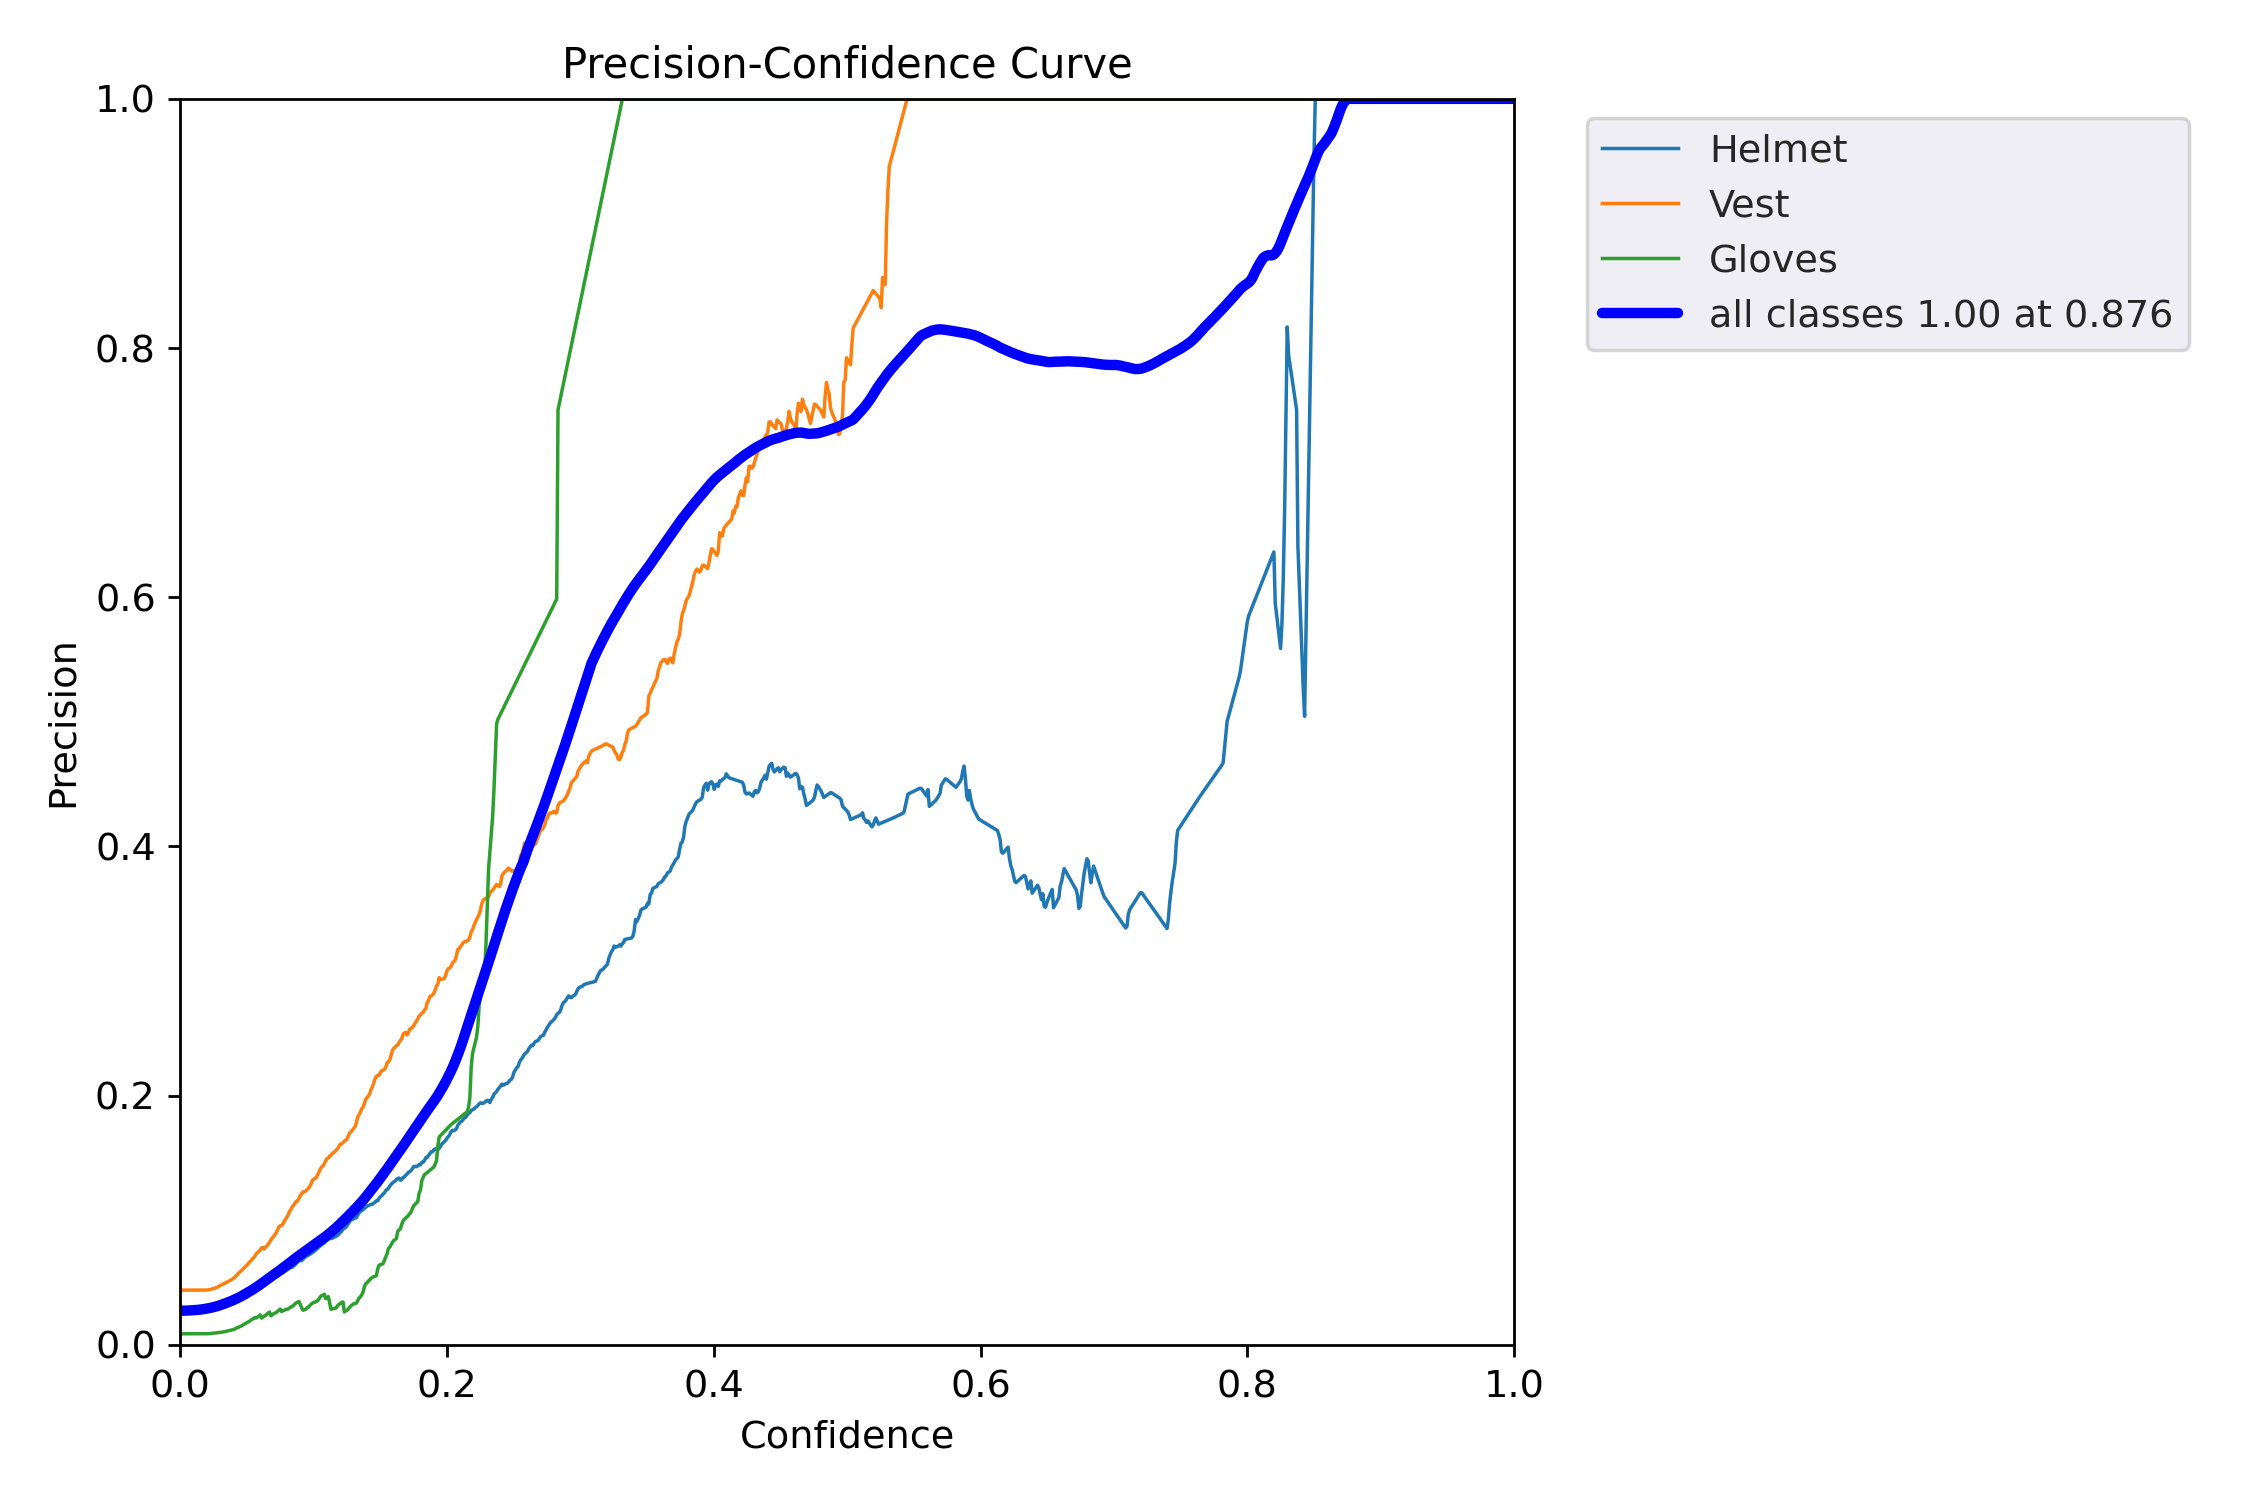 Precision-Confidence Curve
1.0
0.8
0.6
0.4
0.2
0.0
Precision
0.0 0.2 0.4 0.6 0.8 1.0
Confidence
Helmet
Vest
Gloves
all classes 1.00 at 0.876